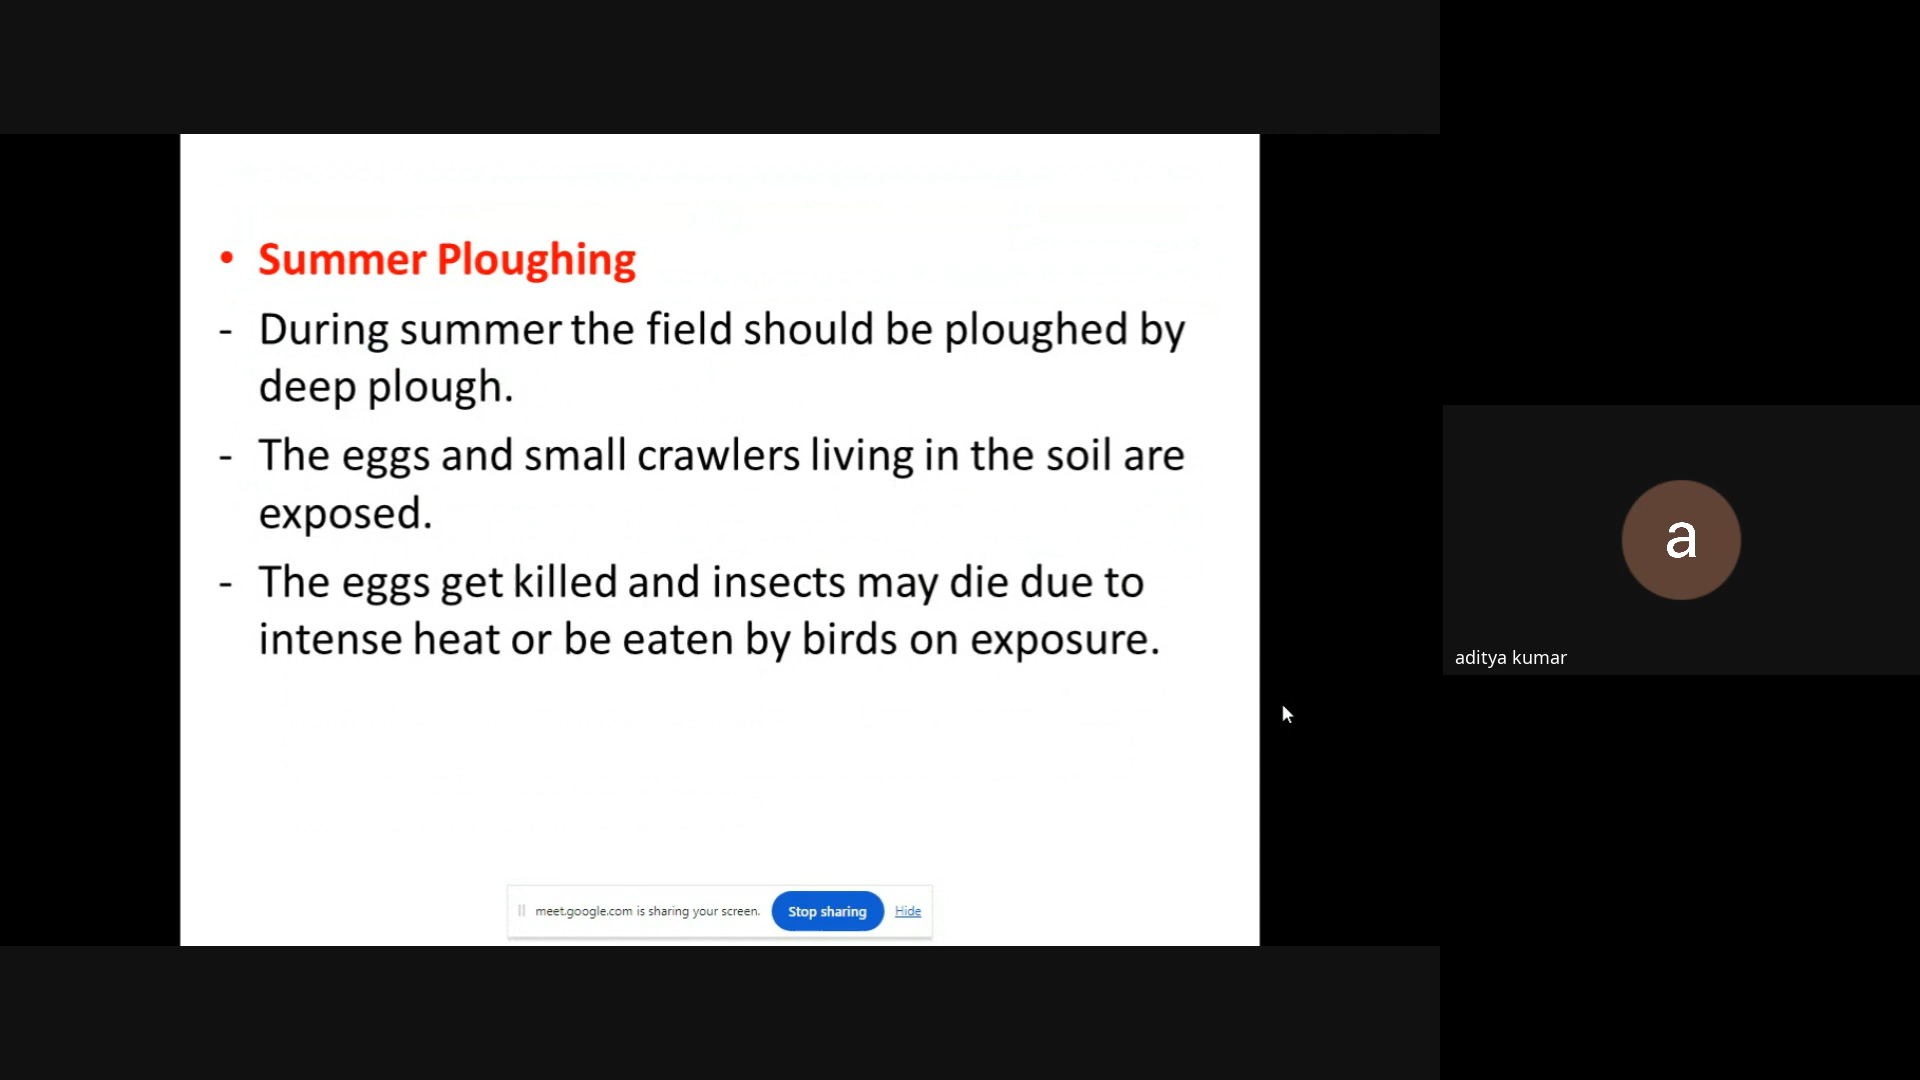 • Summer Ploughing
- During summer the field should be ploughed by
deep plough.
- The eggs and small crawlers living in the soil are
exposed.
- The eggs get killed and insects may die due to
intense heat or be eaten by birds on exposure.
a
aditya kumar
meet.google.com is sharing your screen. Stop sharing Hide